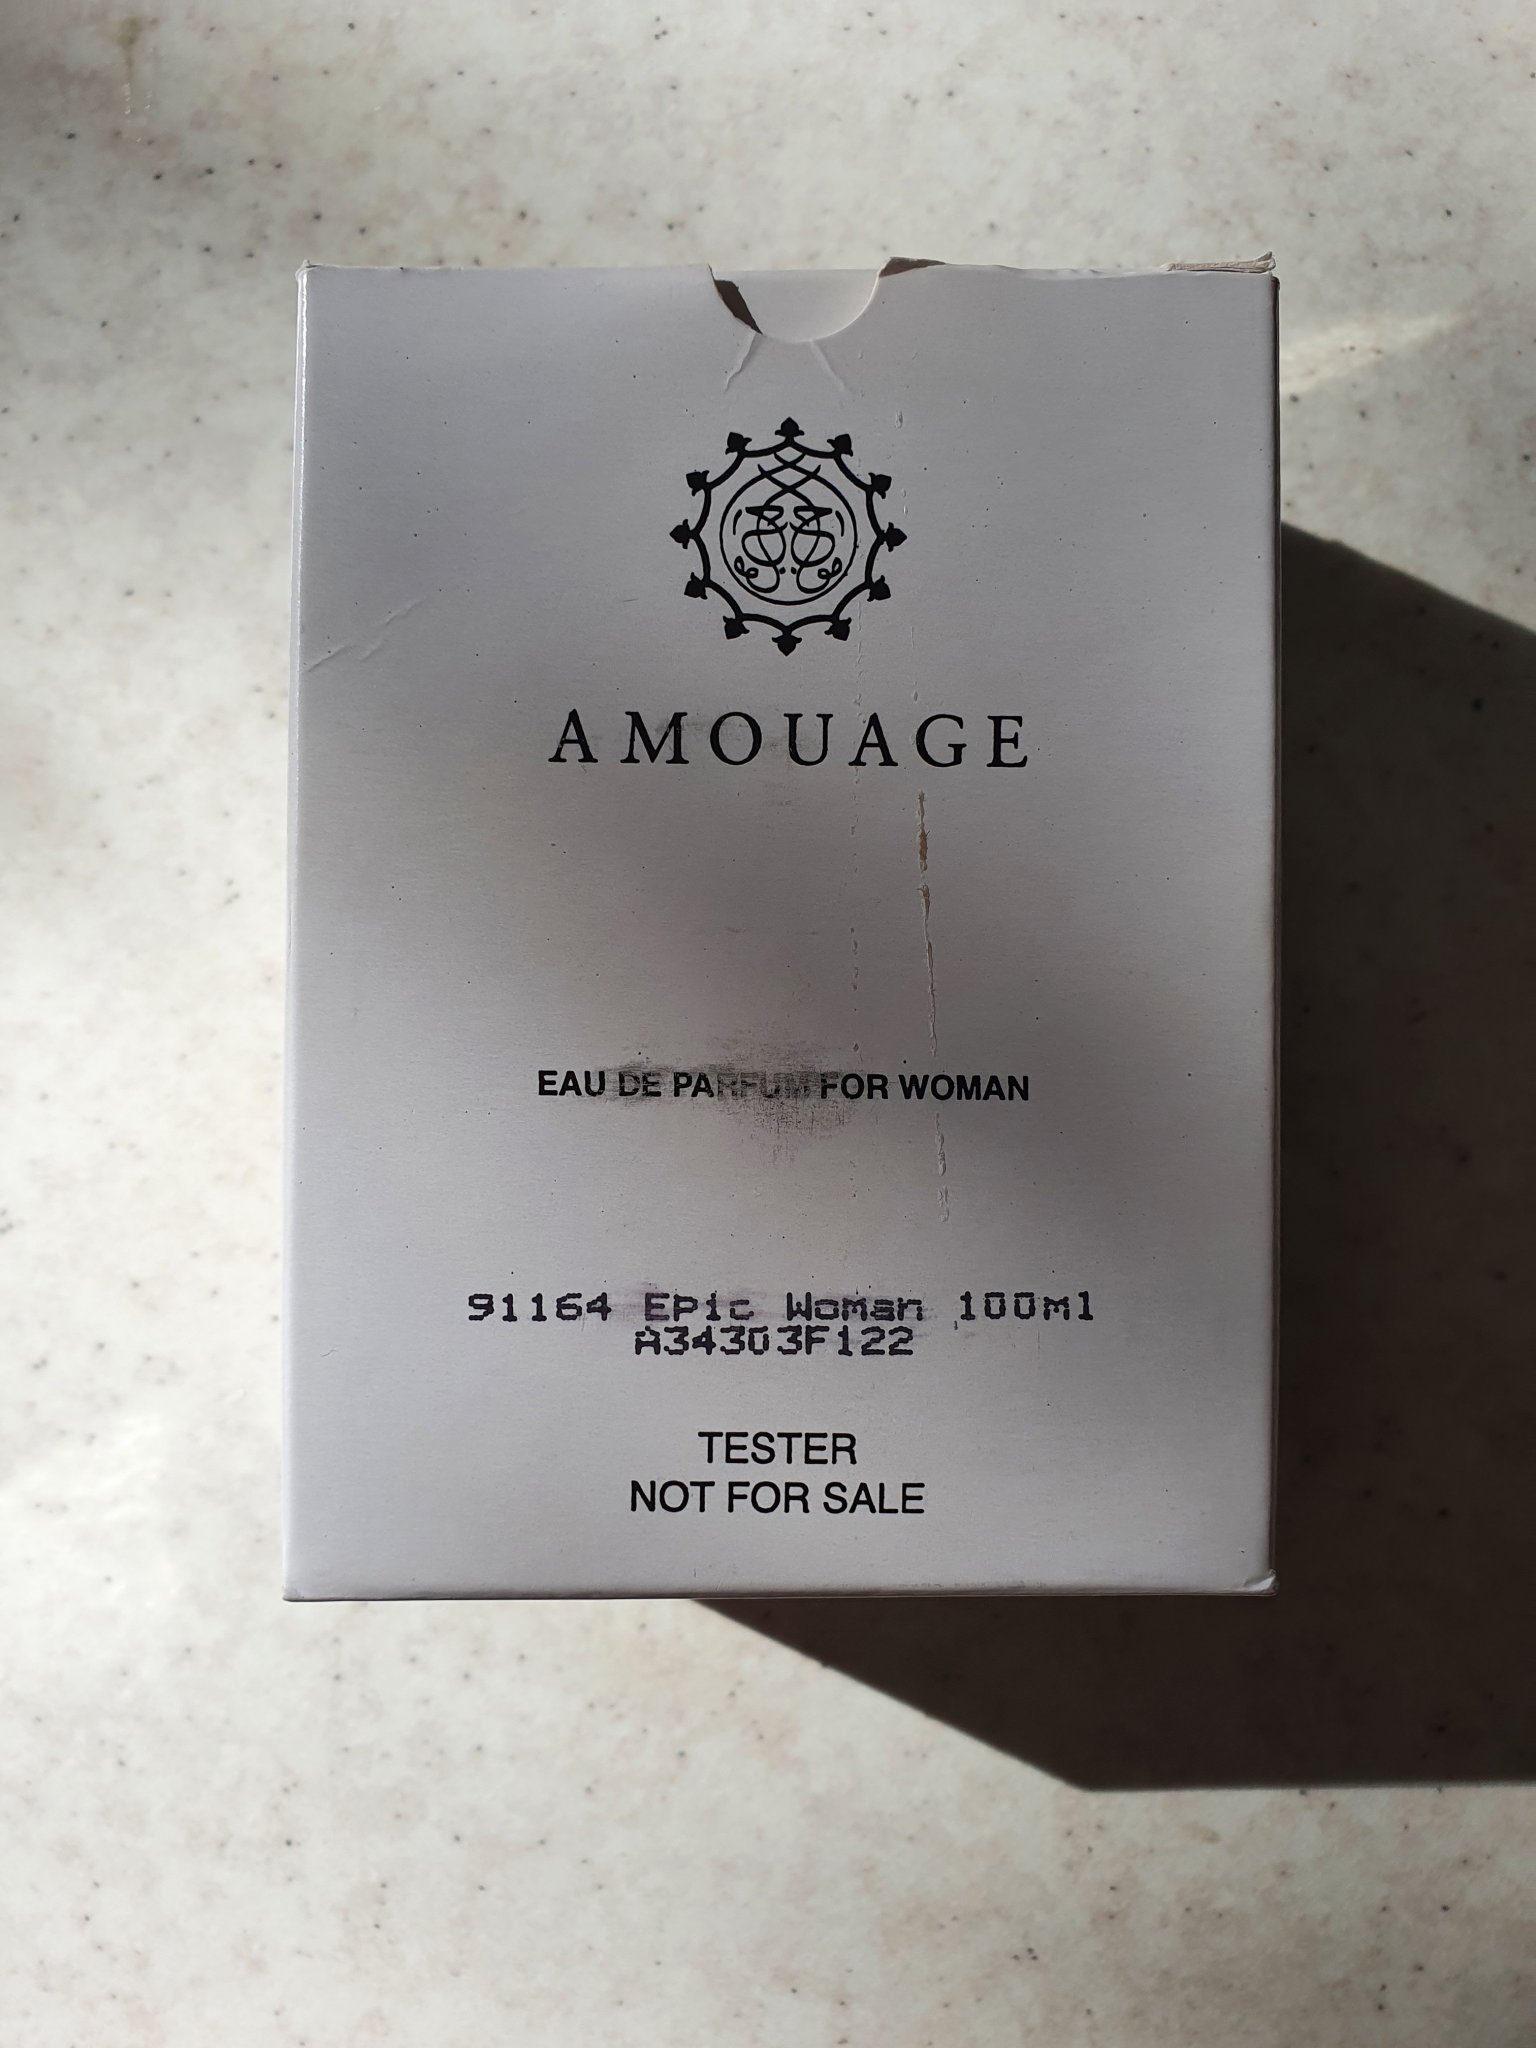 AMOUAGE
EAU DE PARFUM FOR WOMAN
91164 Epic Woman 100ml
A34303F122
TESTER
NOT FOR SALE